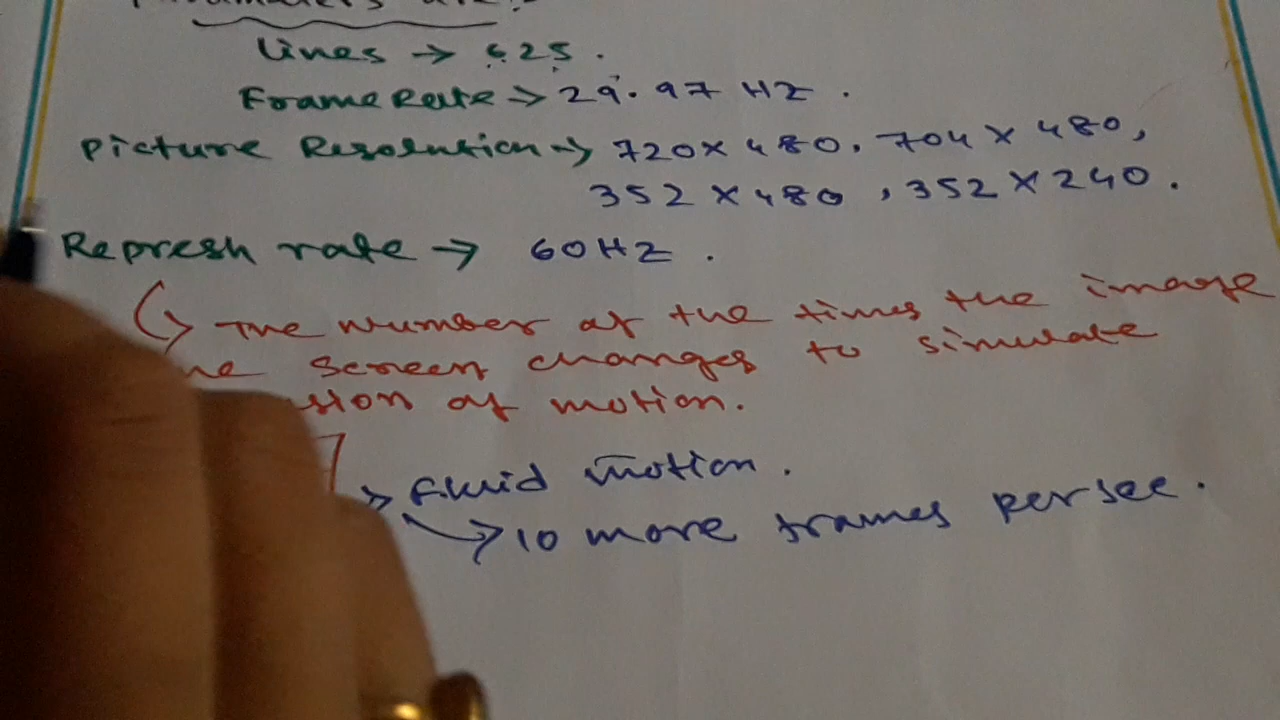 Parameters are:
Lines → 625.
Frame Rate → 29.97 Hz.
Picture Resolution → 720 x 480, 704 x 480,
352 x 480, 352 x 240.
Represh rate → 60Hz.
The number of the times the image
screen changes to simulate
of motion.
Fluid motion.
→ 10 more frames per sec.